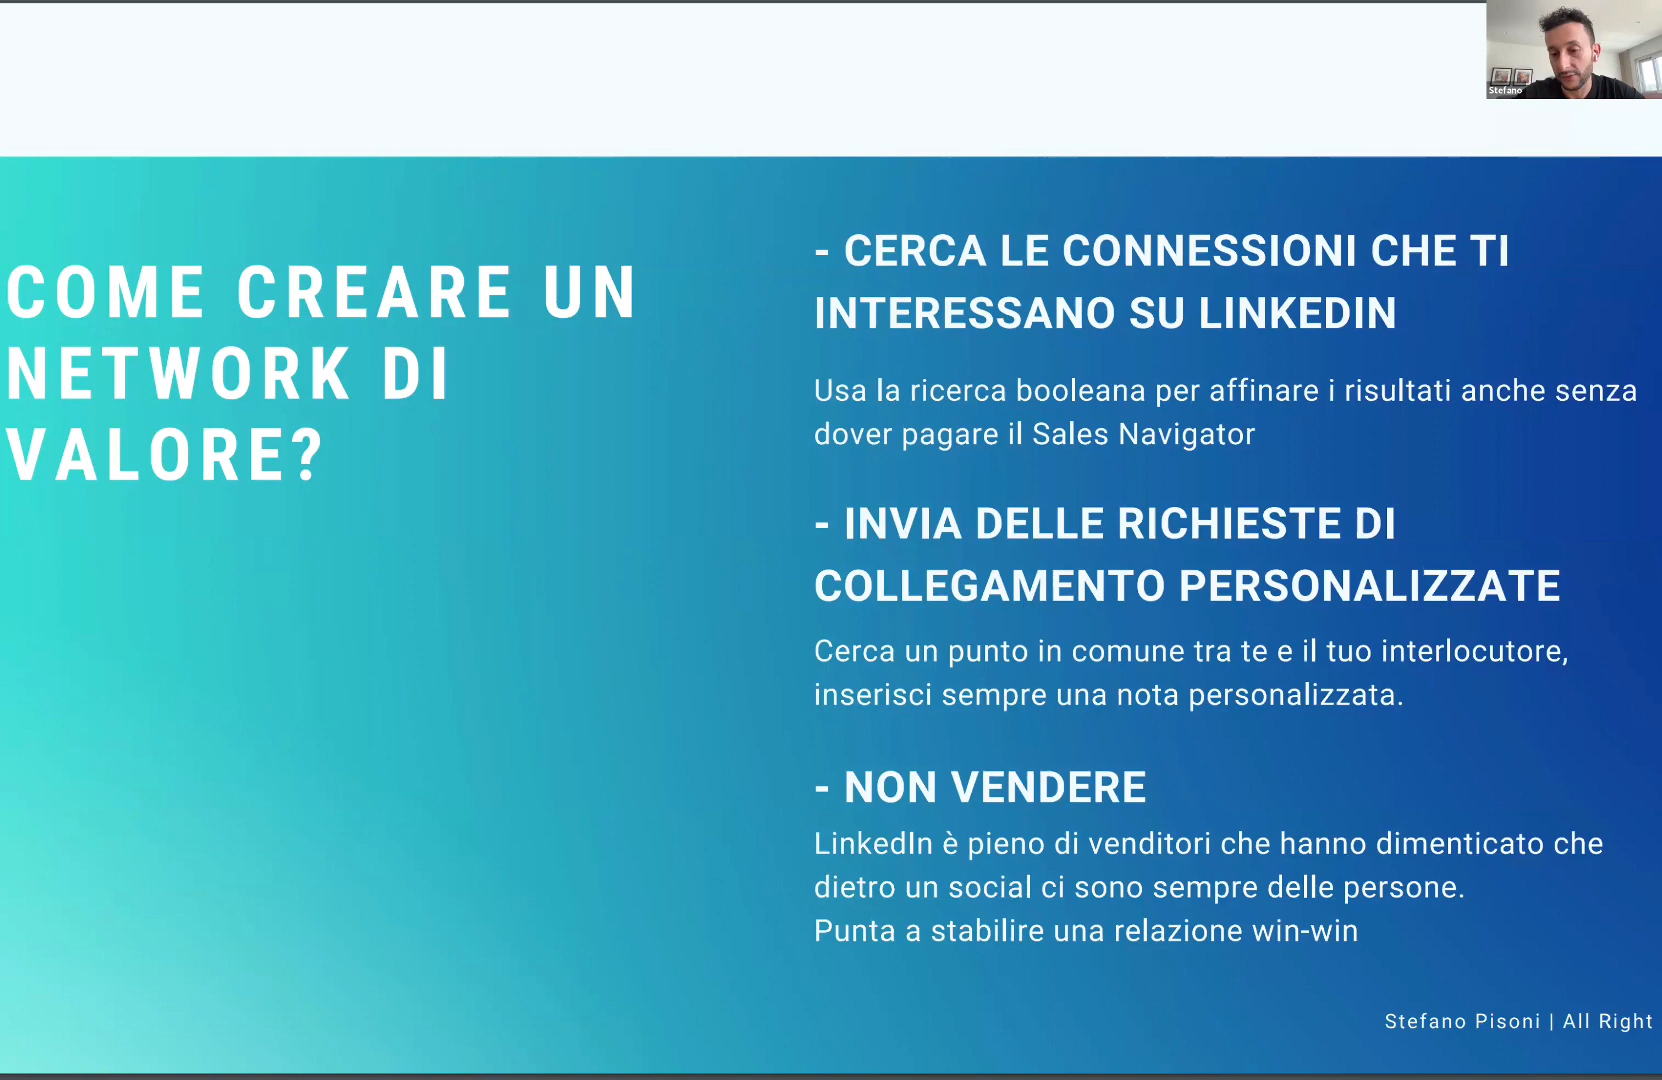 Stefano
COME CREARE UN
NETWORK DI
VALORE?
- CERCA LE CONNESSIONI CHE TI
INTERESSANO SU LINKEDIN
Usa la ricerca booleana per affinare i risultati anche senza
dover pagare il Sales Navigator
- INVIA DELLE RICHIESTE DI
COLLEGAMENTO PERSONALIZZATE
Cerca un punto in comune tra te e il tuo interlocutore,
inserisci sempre una nota personalizzata.
- NON VENDERE
LinkedIn è pieno di venditori che hanno dimenticato che
dietro un social ci sono sempre delle persone.
Punta a stabilire una relazione win-win
Stefano Pisoni | All Right